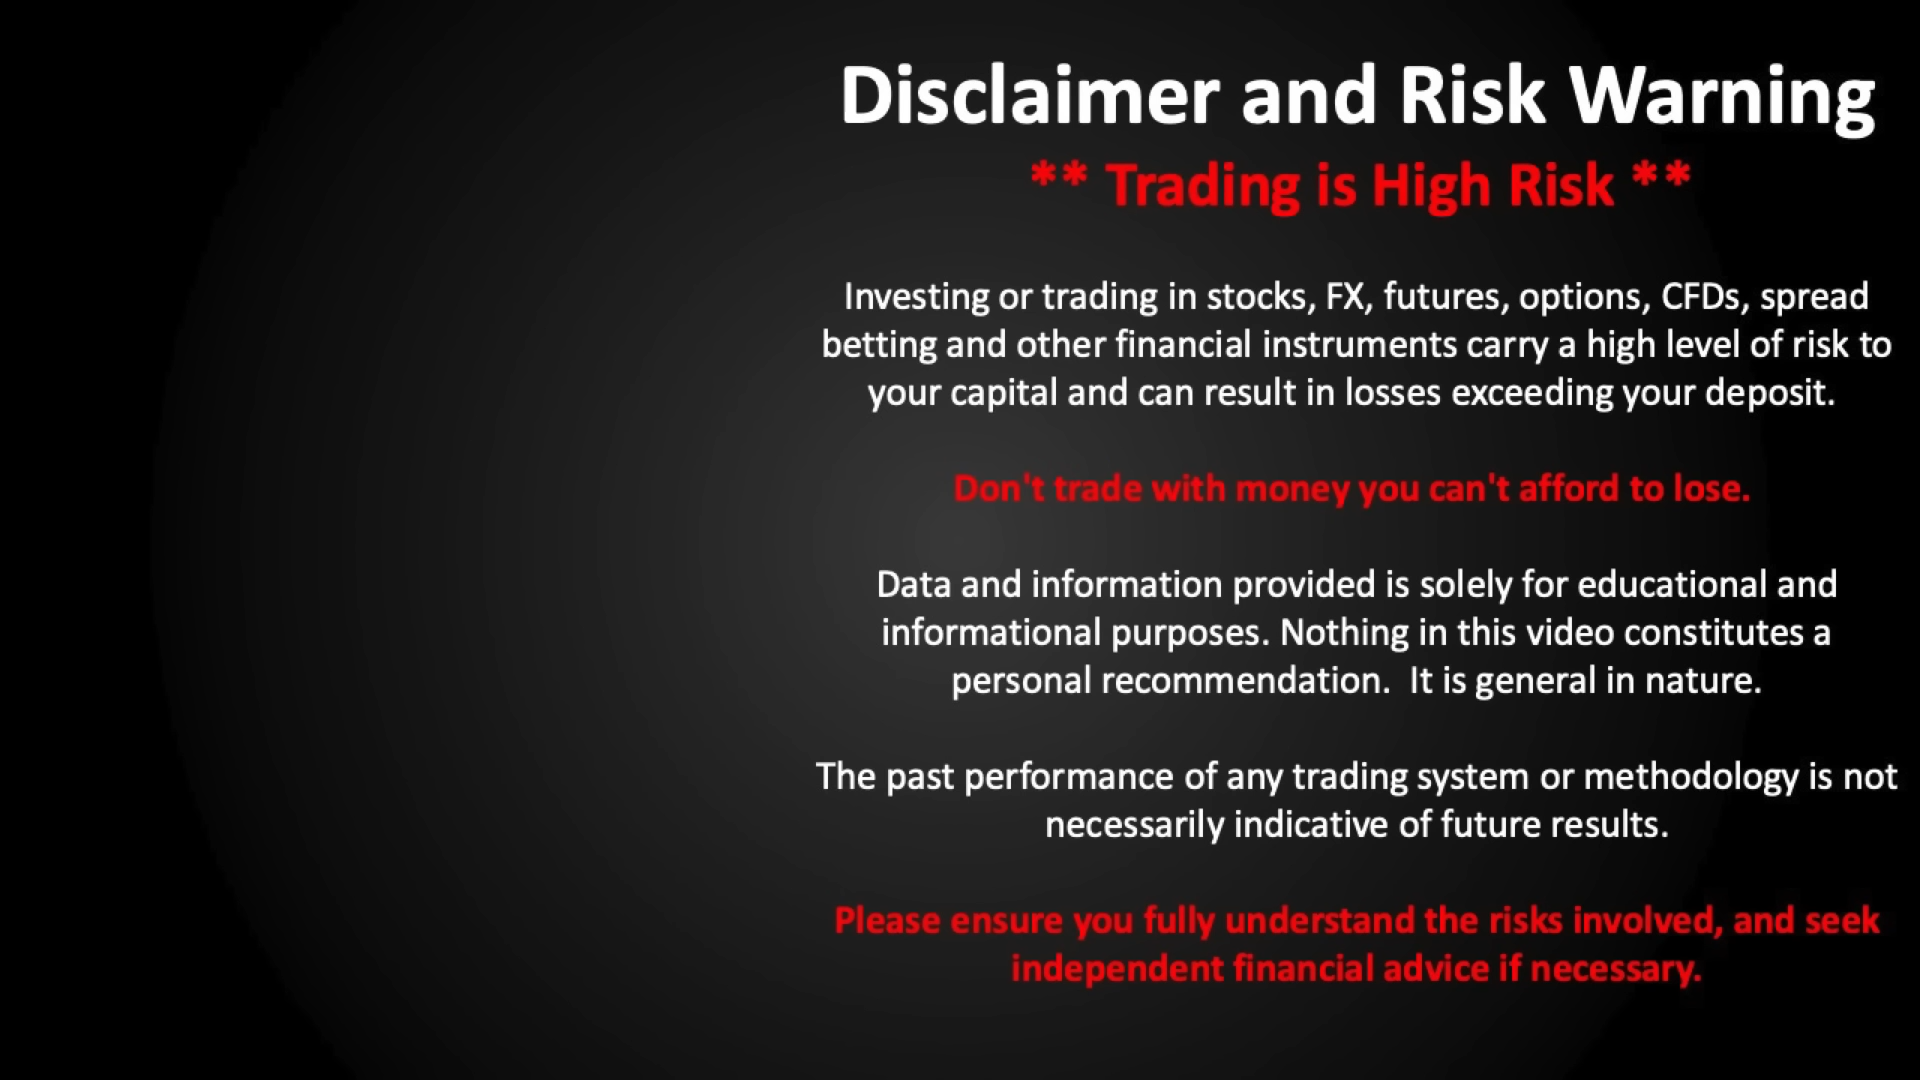 Disclaimer and Risk Warning
** Trading is High Risk **
Investing or trading in stocks, FX, futures, options, CFDs, spread
betting and other financial instruments carry a high level of risk to
your capital and can result in losses exceeding your deposit.
Don't trade with money you can't afford to lose.
Data and information provided is solely for educational and
informational purposes. Nothing in this video constitutes a
personal recommendation.  It is general in nature.
The past performance of any trading system or methodology is not
necessarily indicative of future results.
Please ensure you fully understand the risks involved, and seek
independent financial advice if necessary.